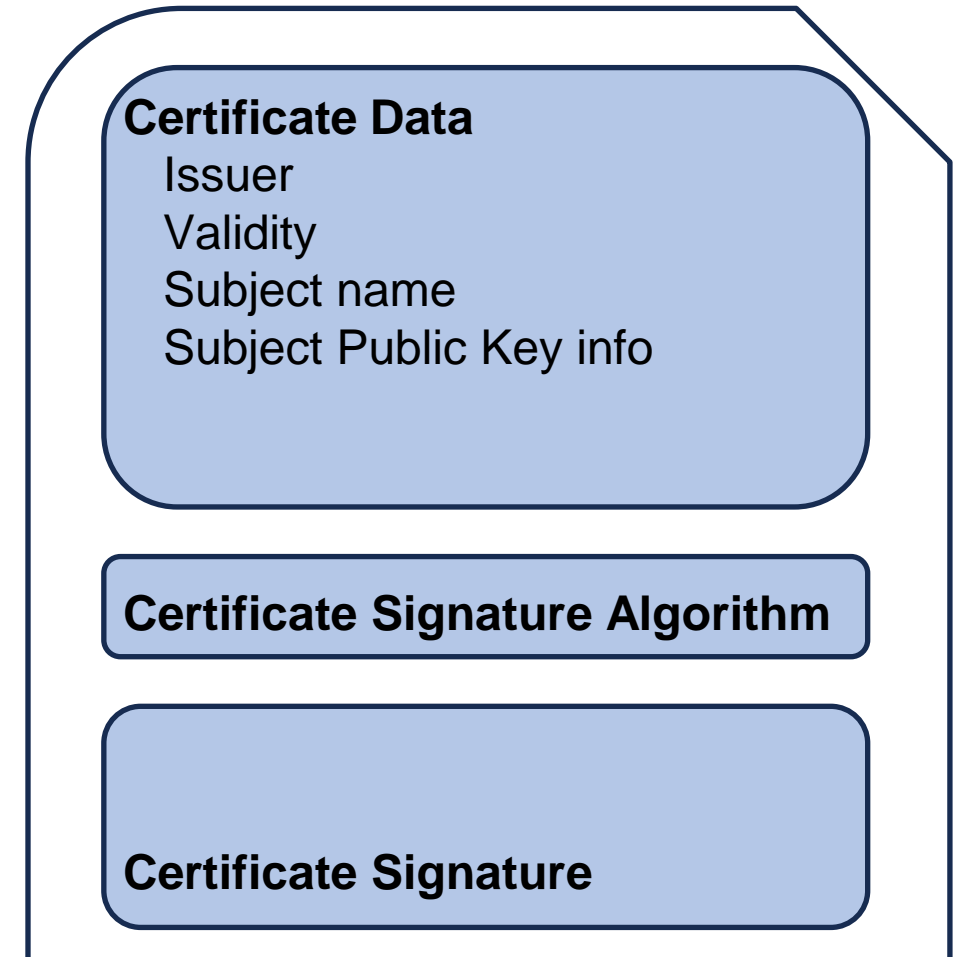 Certificate Data
Issuer
Validity
Subject name
Subject Public Key info
Certificate Signature Algorithm
Certificate Signature